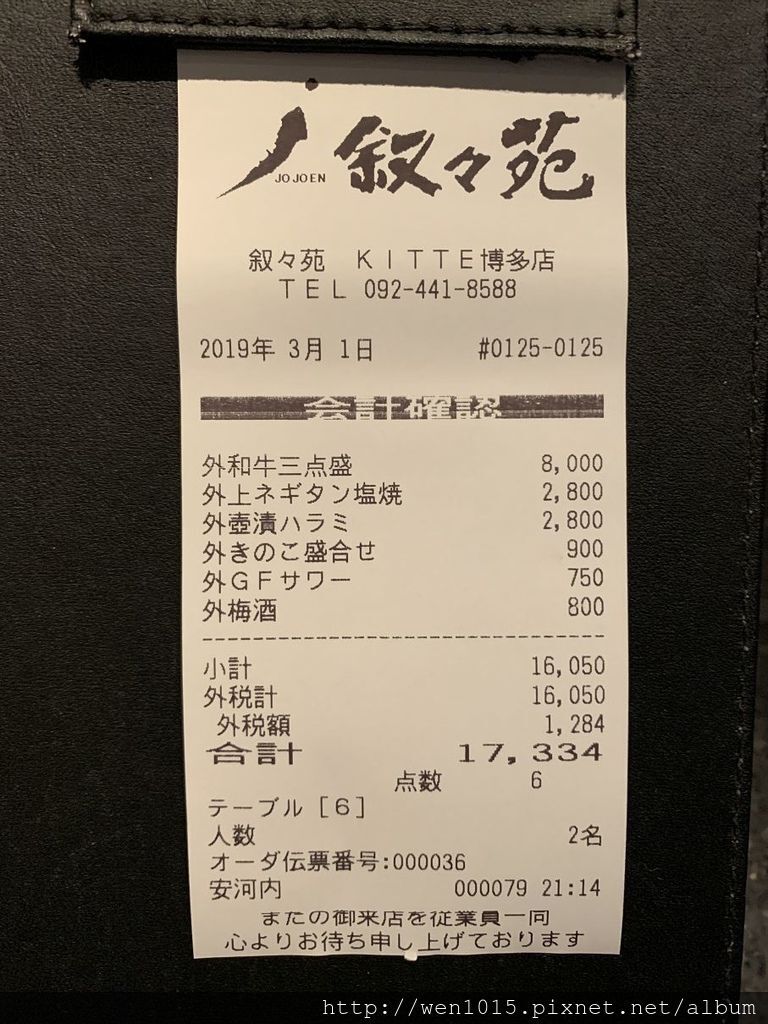 JOJOEN 叙々苑
叙々苑　ＫＩＴＴＥ博多店
ＴＥＬ 092-441-8588
2019年 3月 1日 #0125-0125
会計確認
外和牛三点盛 8,000
外上ネギタン塩焼 2,800
外壺漬ハラミ 2,800
外きのこ盛合せ 900
外ＧＦサワー 750
外梅酒 800
小計 16,050
外税計 16,050
外税額 1,284
合計 17,334
点数 6
テーブル［６］
人数 2名
オーダ伝票番号:000036
安河内 000079 21:14
またの御来店を従業員一同
心よりお待ち申し上げております
http://wen1015.pixnet.net/album